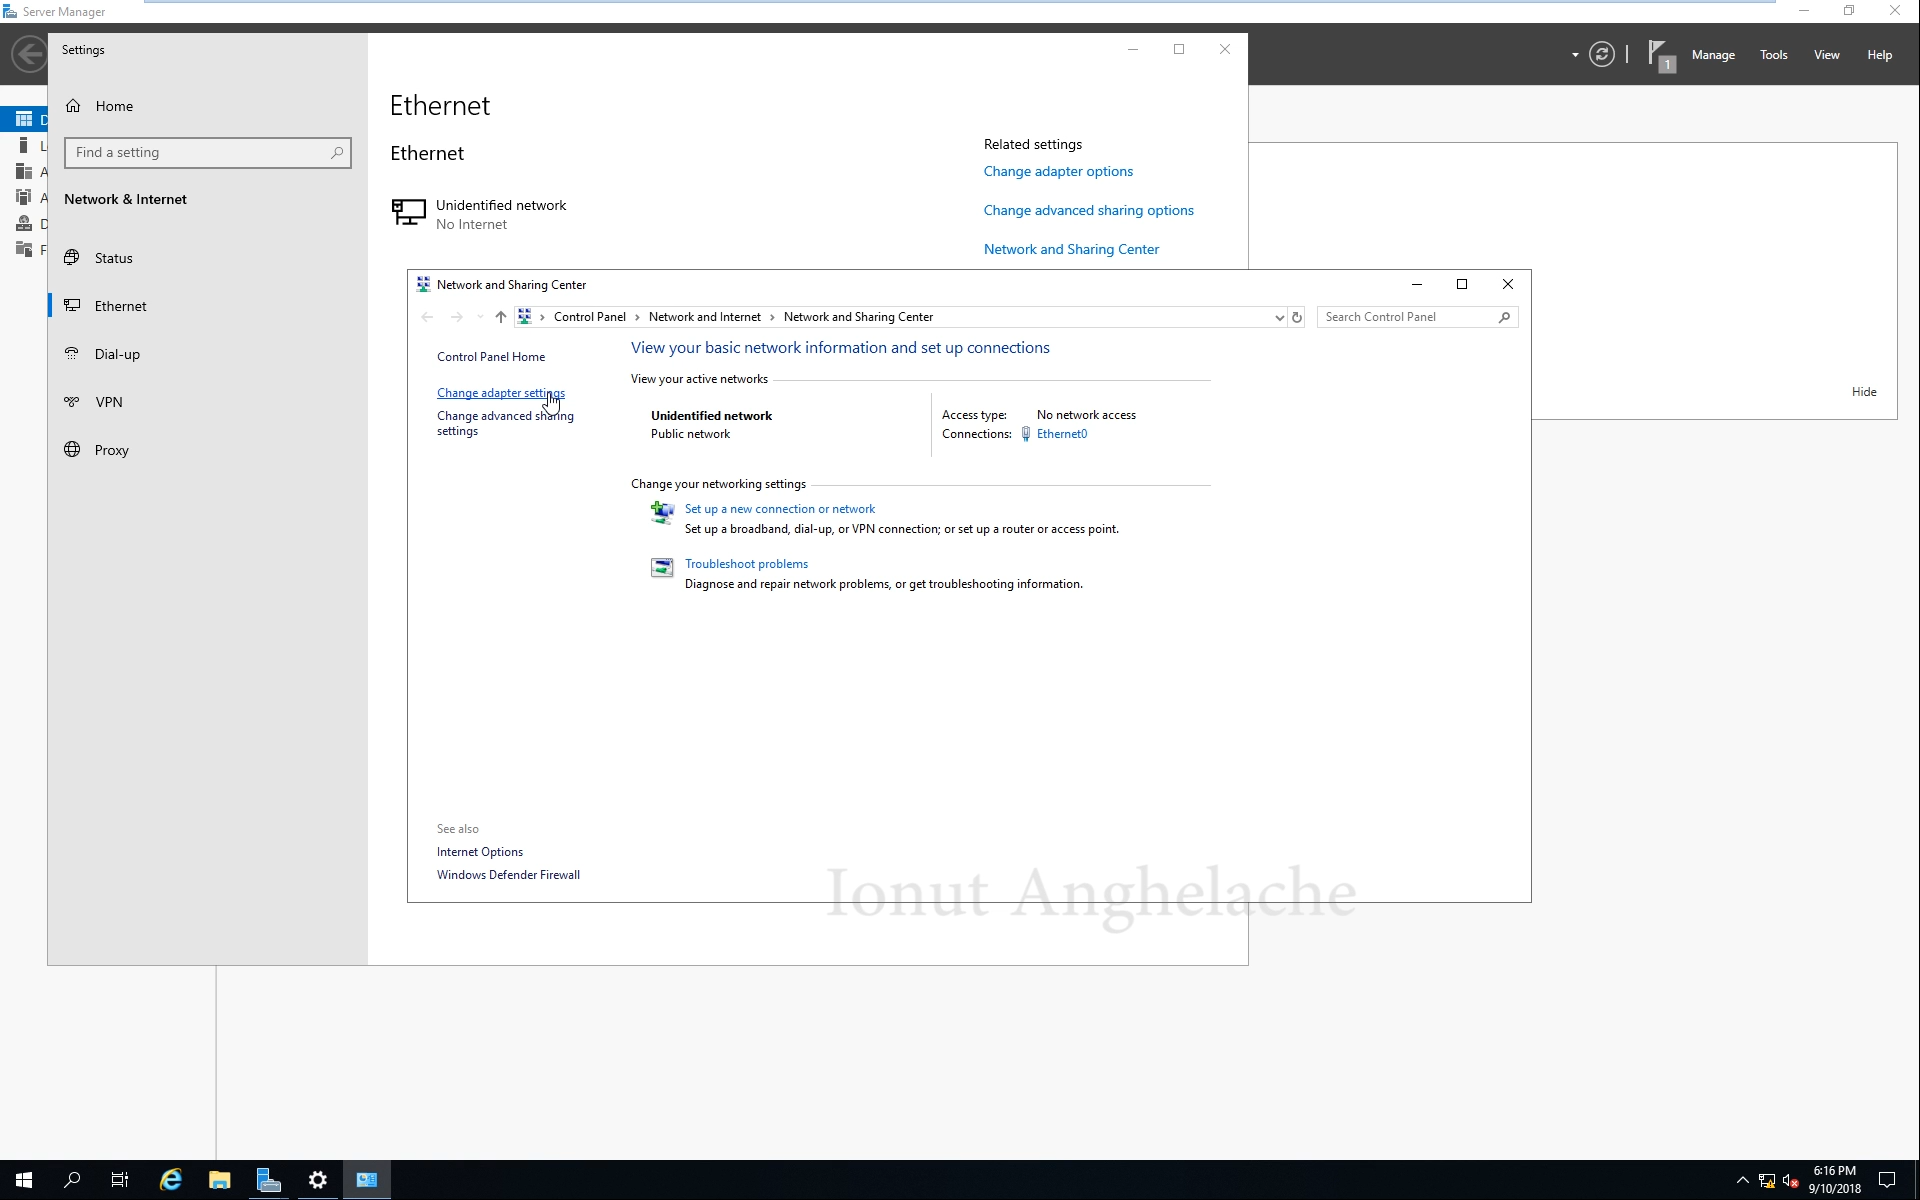 Server Manager
Manage
Tools
View
Help
1
Settings
Home
Find a setting
Network & Internet
Status
Ethernet
Dial-up
VPN
Proxy
Ethernet
Ethernet
Unidentified network
No Internet
Related settings
Change adapter options
Change advanced sharing options
Network and Sharing Center
D
L
A
A
D
F
Hide
Network and Sharing Center
Control Panel
Network and Internet
Network and Sharing Center
Search Control Panel
Control Panel Home
Change adapter settings
Change advanced sharing
settings
View your basic network information and set up connections
View your active networks
Unidentified network
Public network
Access type: No network access
Connections: Ethernet0
Change your networking settings
Set up a new connection or network
Set up a broadband, dial-up, or VPN connection; or set up a router or access point.
Troubleshoot problems
Diagnose and repair network problems, or get troubleshooting information.
See also
Internet Options
Windows Defender Firewall
Ionut Anghelache
6:16 PM
9/10/2018